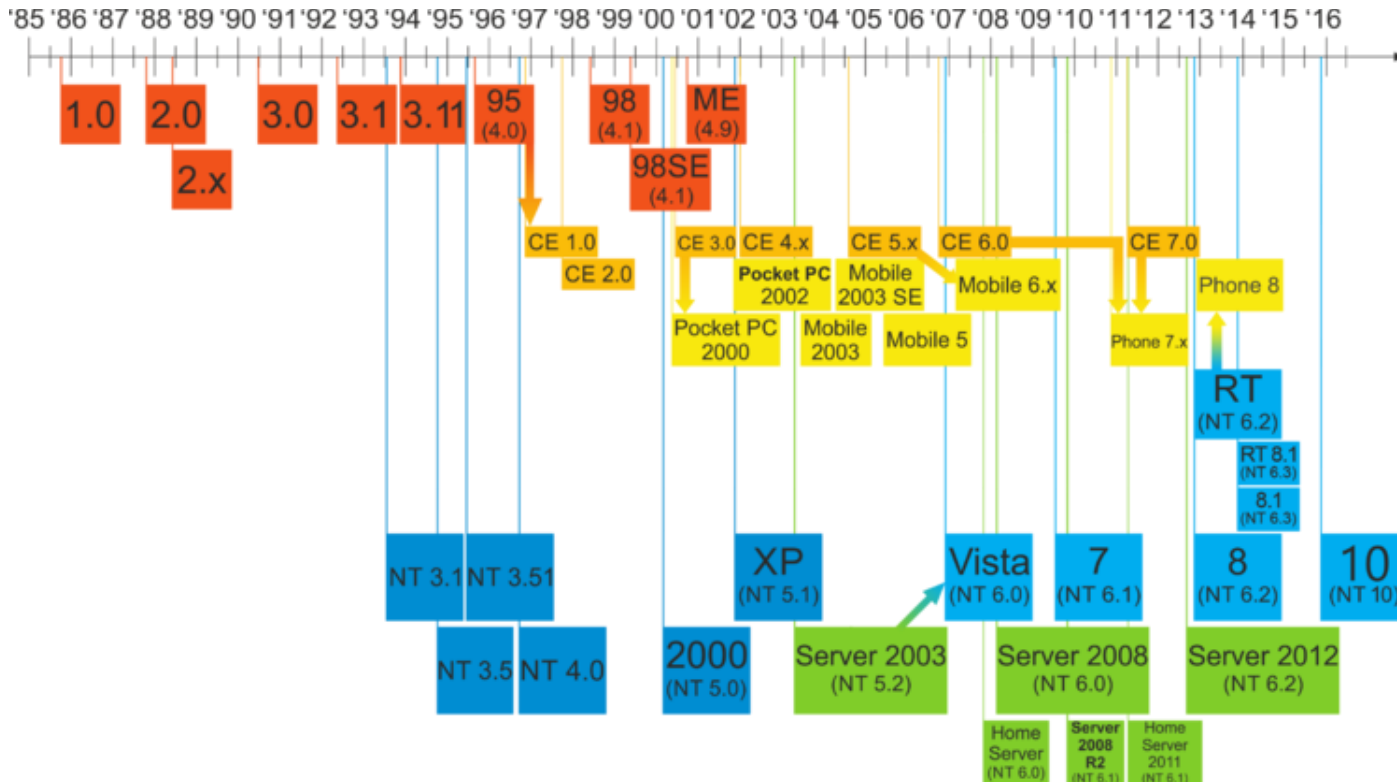 ‘85 ‘86 ‘87 ‘88 ‘89 ‘90 ‘91 ‘92 ‘93 ‘94 ‘95 ‘96 ‘97 ‘98 ‘99 ‘00 ‘01 ‘02 ‘03 ‘04 ‘05 ‘06 ‘07 ‘08 ‘09 ‘10 ‘11 ‘12 ‘13 ‘14 ‘15 ‘16
1.0
2.0
3.0
3.1
3.11
95
(4.0)
98
(4.1)
ME
(4.9)
2.x
98SE
(4.1)
CE 1.0
CE 3.0
CE 4.x
CE 5.x
CE 6.0
CE 7.0
CE 2.0
Pocket PC
2002
Mobile
2003 SE
Mobile 6.x
Phone 8
Pocket PC
2000
Mobile
2003
Mobile 5
Phone 7.x
RT
(NT 6.2)
RT 8.1
(NT 6.3)
8.1
(NT 6.3)
NT 3.1
NT 3.51
XP
(NT 5.1)
Vista
(NT 6.0)
7
(NT 6.1)
8
(NT 6.2)
10
(NT 10)
NT 3.5
NT 4.0
2000
(NT 5.0)
Server 2003
(NT 5.2)
Server 2008
(NT 6.0)
Server 2012
(NT 6.2)
Home
Server
(NT 6.0)
Server
2008
R2
(NT 6.1)
Home
Server
2011
(NT 6.1)